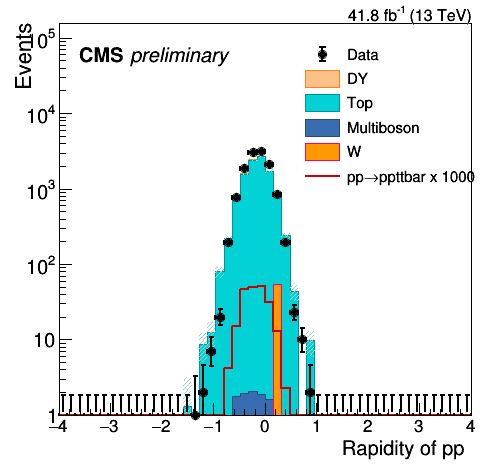 41.8 fb⁻¹ (13 TeV)
Events
CMS preliminary
Data
DY
Top
Multiboson
W
pp→ppttbar x 1000
10⁵
10⁴
10³
10²
10
1
−4 −3 −2 −1 0 1 2 3 4
Rapidity of pp